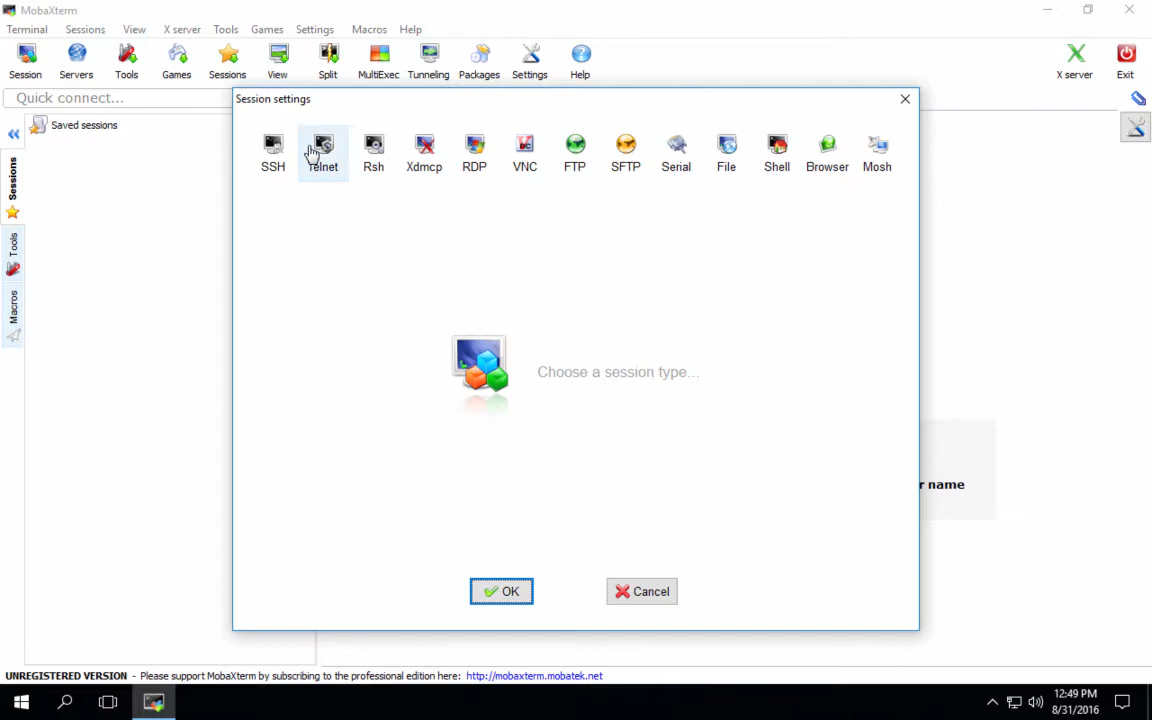 MobaXterm
Terminal Sessions View X server Tools Games Settings Macros Help
Session Servers Tools Games Sessions View Split MultiExec Tunneling Packages Settings Help X server Exit
Quick connect...
Saved sessions
Sessions
Tools
Macros
Session settings
SSH Telnet Rsh Xdmcp RDP VNC FTP SFTP Serial File Shell Browser Mosh
Choose a session type...
r name
OK Cancel
UNREGISTERED VERSION - Please support MobaXterm by subscribing to the professional edition here: http://mobaxterm.mobatek.net
12:49 PM
8/31/2016